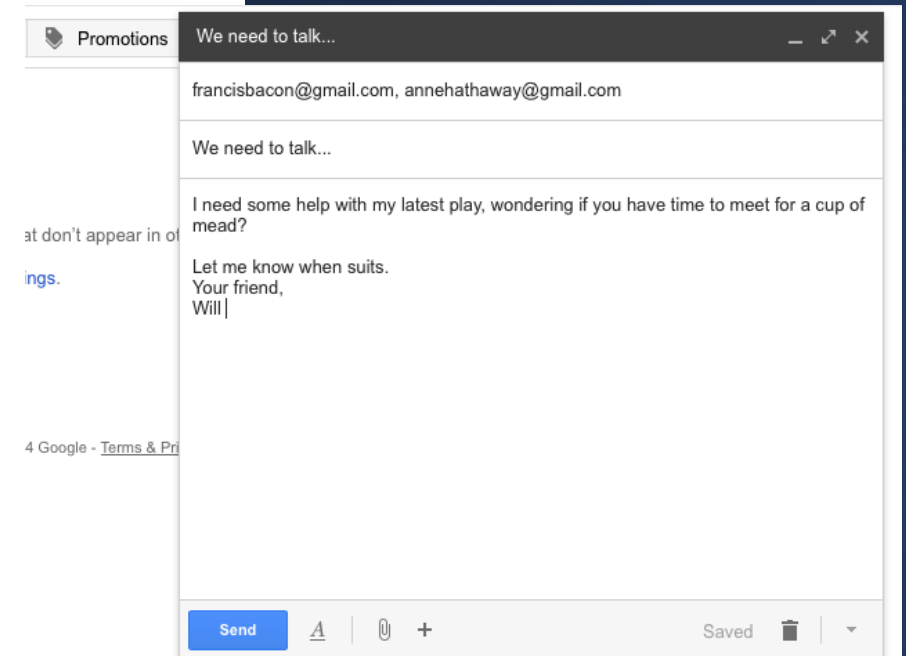 Promotions
We need to talk...
francisbacon@gmail.com, annehathaway@gmail.com
We need to talk...
I need some help with my latest play, wondering if you have time to meet for a cup of
mead?
at don't appear in
ings.
Let me know when suits.
Your friend,
Will
4 Google - Terms &
Send A
Saved